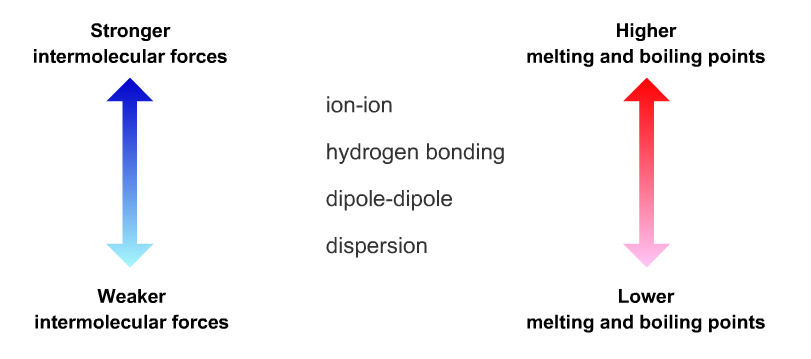 Stronger
intermolecular forces
Higher
melting and boiling points
ion-ion
hydrogen bonding
dipole-dipole
dispersion
Weaker
intermolecular forces
Lower
melting and boiling points